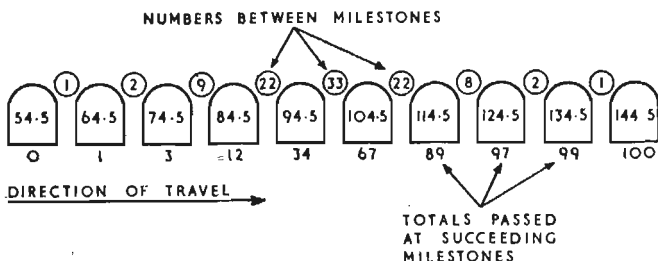 NUMBERS BETWEEN MILESTONES
1 2 9 22 33 22 8 2 1
54·5 64·5 74·5 84·5 94·5 104·5 114·5 124·5 134·5 144 5
0 1 3 12 34 67 89 97 99 100
DIRECTION OF TRAVEL
TOTALS PASSED
AT SUCCEEDING
MILESTONES